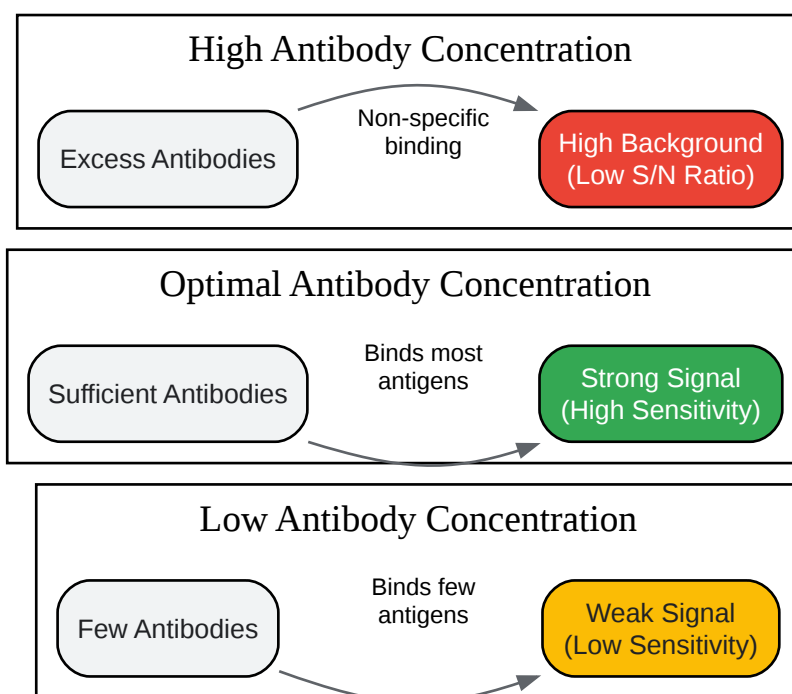 High Antibody Concentration
Excess Antibodies
Non-specific
binding
High Background
(Low S/N Ratio)
Optimal Antibody Concentration
Sufficient Antibodies
Binds most
antigens
Strong Signal
(High Sensitivity)
Low Antibody Concentration
Few Antibodies
Binds few
antigens
Weak Signal
(Low Sensitivity)